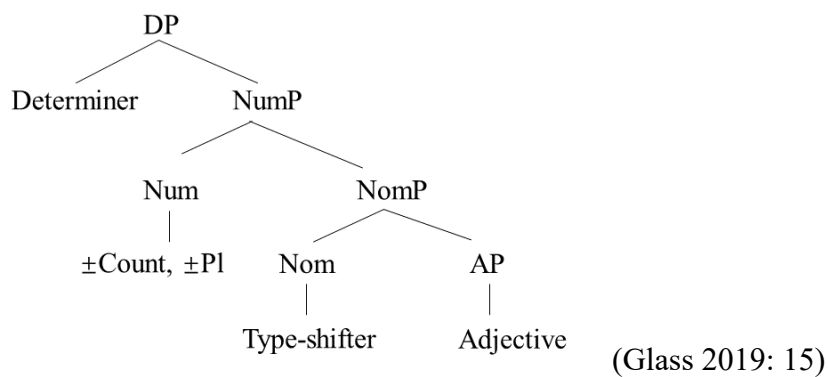 DP
Determiner NumP
Num NomP
±Count, ±Pl Nom AP
Type-shifter Adjective
(Glass 2019: 15)